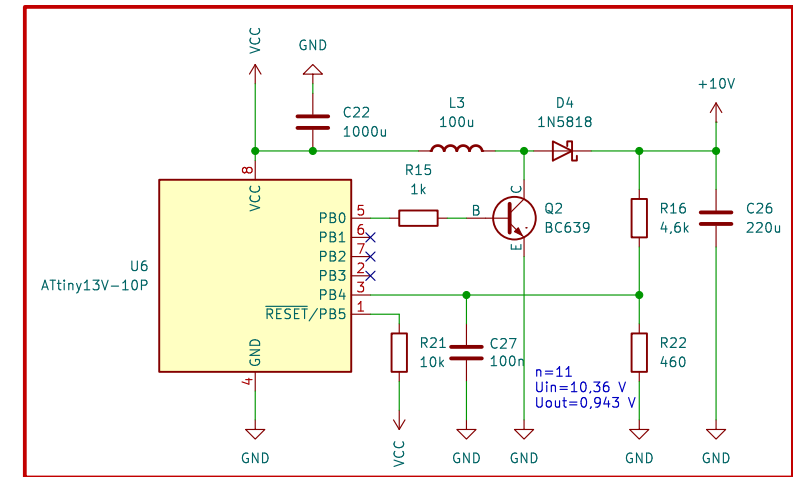 VCC
GND
C22
1000u
L3
100u
D4
1N5818
+10V
R15
1k
8
VCC
U6
ATtiny13V-10P
PB0
5
PB1
6
PB2
7
PB3
2
PB4
3
RESET/PB5
1
GND
4
B
C
E
Q2
BC639
R16
4,6k
C26
220u
R21
10k
C27
100n
R22
460
n=11
Uin=10,36 V
Uout=0,943 V
GND
VCC
GND
GND
GND
GND